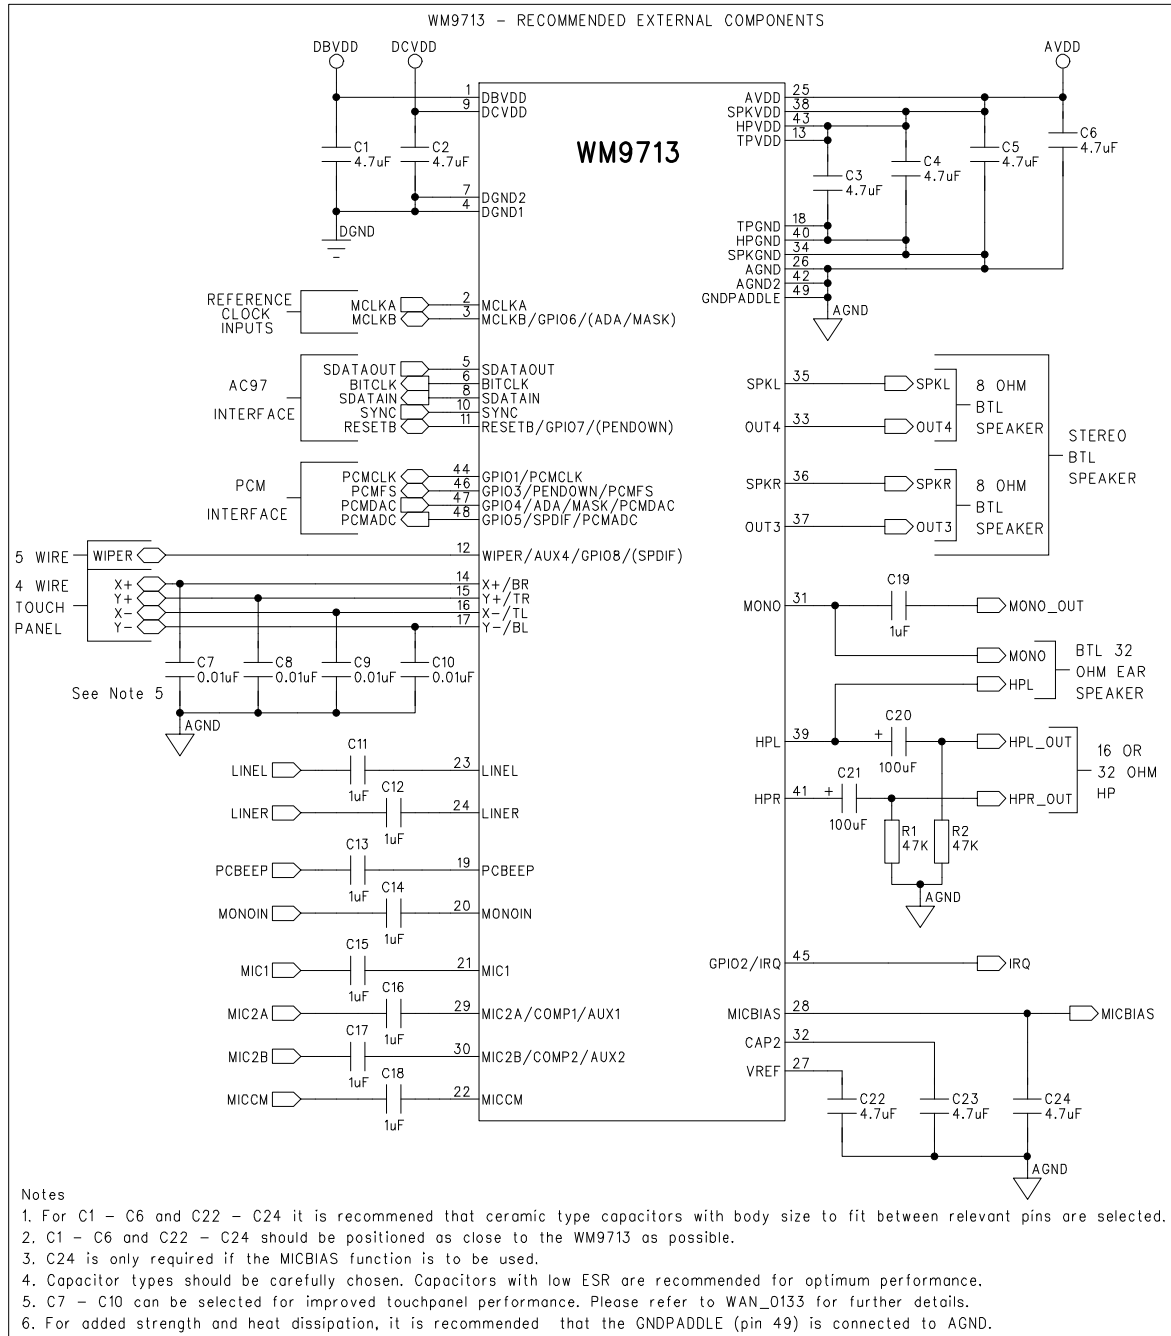 WM9713 – RECOMMENDED EXTERNAL COMPONENTS
DBVDD
DCVDD
AVDD
WM9713
1 DBVDD
9 DCVDD
C1
4.7uF
C2
4.7uF
7 DGND2
4 DGND1
DGND
AVDD 25
SPKVDD 38
HPVDD 43
TPVDD 13
C3
4.7uF
C4
4.7uF
C5
4.7uF
C6
4.7uF
TPGND 18
HPGND 40
SPKGND 34
AGND 26
AGND2 42
GNDPADDLE 49
AGND
REFERENCE
CLOCK
INPUTS
MCLKA 2 MCLKA
MCLKB 3 MCLKB/GPIO6/(ADA/MASK)
AC97
INTERFACE
SDATAOUT 5 SDATAOUT
BITCLK 6 BITCLK
SDATAIN 8 SDATAIN
SYNC 10 SYNC
RESETB 11 RESETB/GPIO7/(PENDOWN)
PCM
INTERFACE
PCMCLK 44 GPIO1/PCMCLK
PCMFS 46 GPIO3/PENDOWN/PCMFS
PCMDAC 47 GPIO4/ADA/MASK/PCMDAC
PCMADC 48 GPIO5/SPDIF/PCMADC
5 WIRE WIPER 12 WIPER/AUX4/GPIO8/(SPDIF)
4 WIRE
TOUCH
PANEL
X+ 14 X+/BR
Y+ 15 Y+/TR
X– 16 X–/TL
Y– 17 Y–/BL
C7
0.01uF
C8
0.01uF
C9
0.01uF
C10
0.01uF
See Note 5
AGND
SPKL 35 SPKL
OUT4 33 OUT4
8 OHM
BTL
SPEAKER
SPKR 36 SPKR
OUT3 37 OUT3
8 OHM
BTL
SPEAKER
STEREO
BTL
SPEAKER
MONO 31 C19 1uF MONO_OUT
MONO
HPL
BTL 32
OHM EAR
SPEAKER
HPL 39 + C20 100uF HPL_OUT
HPR 41 + C21 100uF HPR_OUT
16 OR
32 OHM
HP
R1
47K
R2
47K
AGND
LINEL C11 1uF 23 LINEL
LINER C12 1uF 24 LINER
PCBEEP C13 1uF 19 PCBEEP
MONOIN C14 1uF 20 MONOIN
MIC1 C15 1uF 21 MIC1
MIC2A C16 1uF 29 MIC2A/COMP1/AUX1
MIC2B C17 1uF 30 MIC2B/COMP2/AUX2
MICCM C18 1uF 22 MICCM
GPIO2/IRQ 45 IRQ
MICBIAS 28 MICBIAS
CAP2 32
VREF 27
C22
4.7uF
C23
4.7uF
C24
4.7uF
AGND
Notes
1. For C1 – C6 and C22 – C24 it is recommened that ceramic type capacitors with body size to fit between relevant pins are selected.
2. C1 – C6 and C22 – C24 should be positioned as close to the WM9713 as possible.
3. C24 is only required if the MICBIAS function is to be used.
4. Capacitor types should be carefully chosen. Capacitors with low ESR are recommended for optimum performance.
5. C7 – C10 can be selected for improved touchpanel performance. Please refer to WAN_0133 for further details.
6. For added strength and heat dissipation, it is recommended that the GNDPADDLE (pin 49) is connected to AGND.